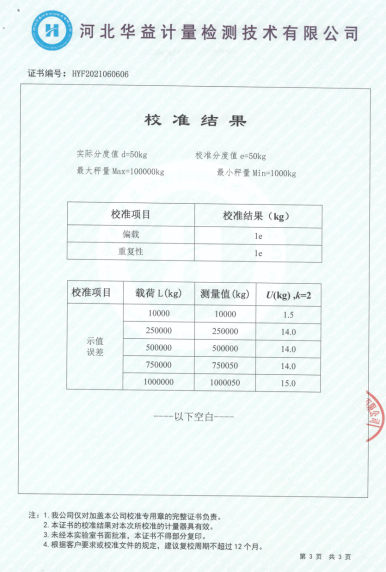 河北华益计量检测技术有限公司
证书编号: HYF2021060606
校准结果
实际分度值 d=50kg 校准分度值 e=50kg
最大秤量 Max=100000kg 最小秤量 Min=1000kg
校准项目 校准结果（kg）
偏载 1e
重复性 1e
校准项目 载荷 L(kg) 测量值(kg) U(kg) ,k=2
示值误差
10000 10000 1.5
250000 250000 14.0
500000 500000 14.0
750000 750050 14.0
1000000 1000050 15.0
----以下空白----
注: 1.我公司仅对加盖本公司校准专用章的完整证书负责。
2.本证书的校准结果对本次所校准的计量器具有效。
3.未经本实验室书面批准，本证书不得部分复印。
4.根据客户要求或校准文件的规定，建议复校周期不超过12个月。
第 3 页 共 3 页